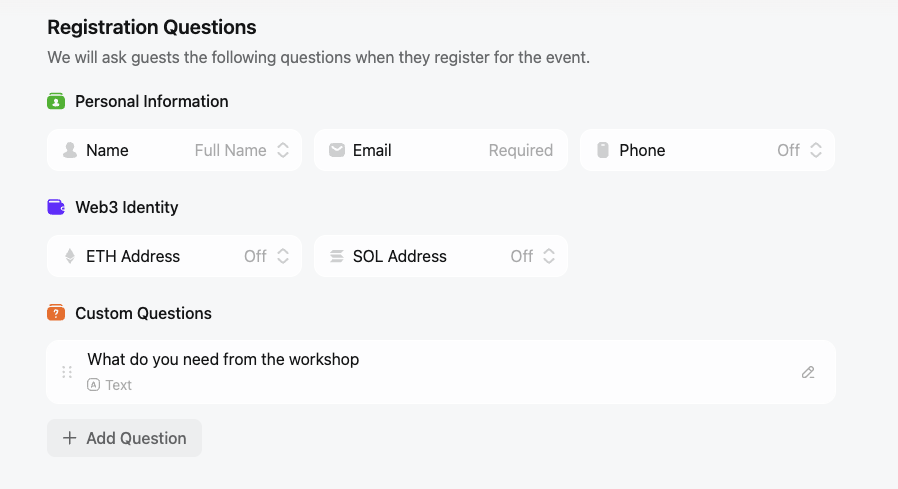 Registration Questions
We will ask guests the following questions when they register for the event.
Personal Information
Name Full Name
Email Required
Phone Off
Web3 Identity
ETH Address Off
SOL Address Off
? Custom Questions
What do you need from the workshop
A Text
+ Add Question